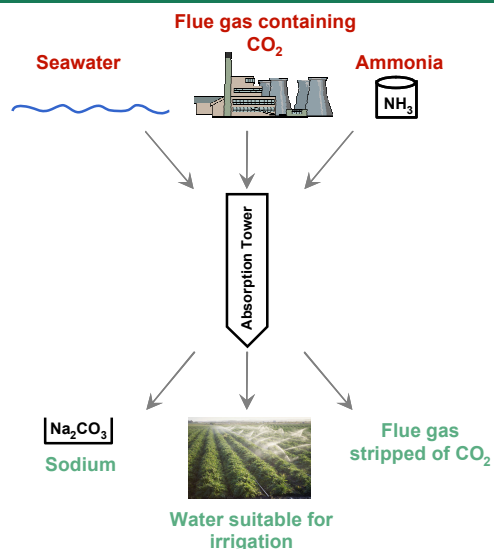 Flue gas containing
CO₂
Seawater
Ammonia
NH₃
Absorption Tower
Na₂CO₃
Sodium
Flue gas
stripped of CO₂
Water suitable for
irrigation